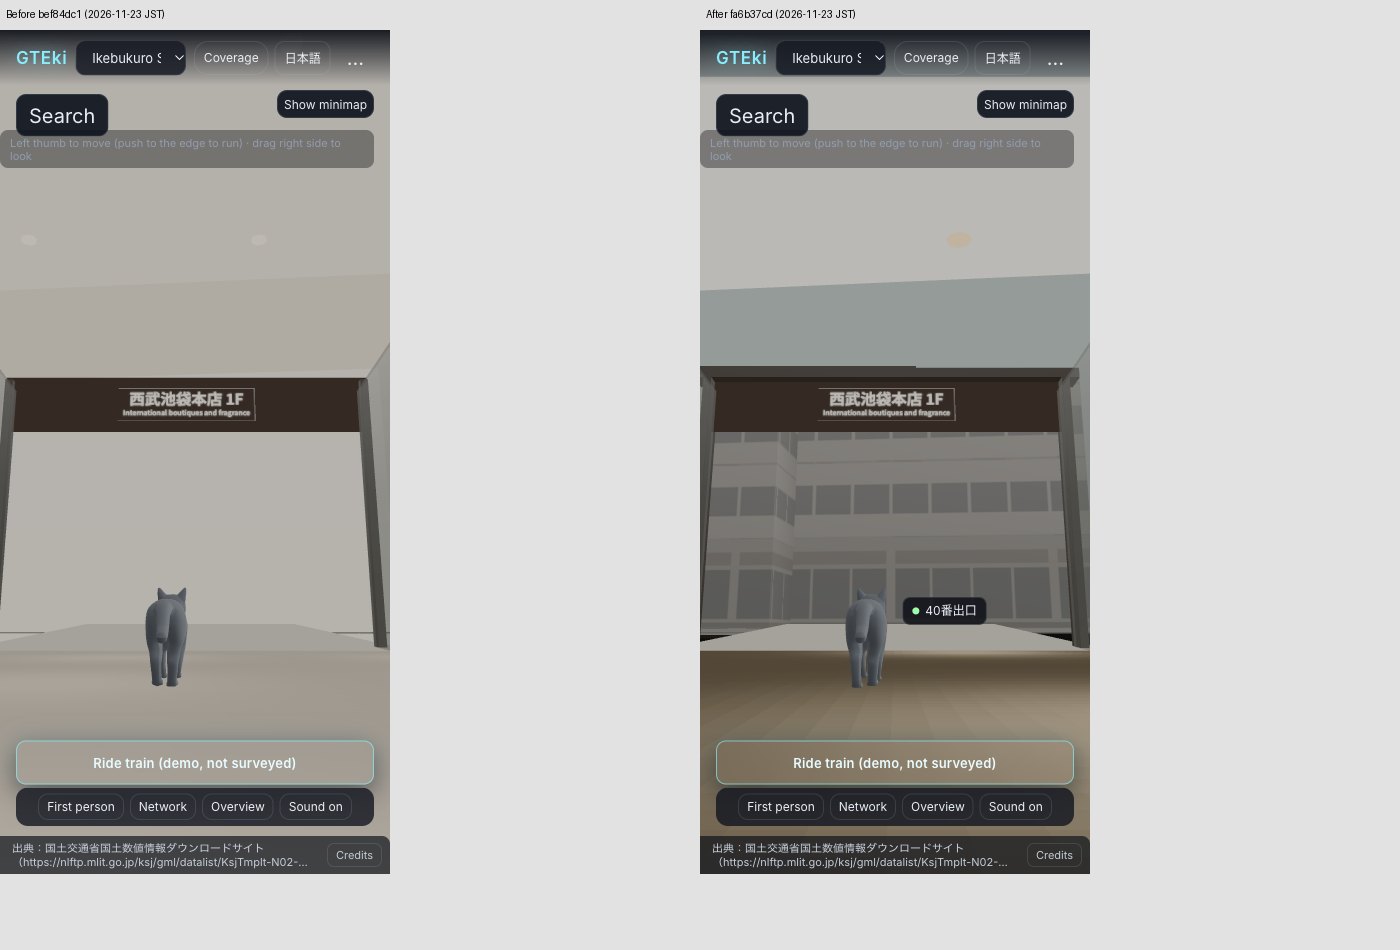 Before bef84dc1 (2026-11-23 JST)
GTEki
Ikebukuro S
Coverage
日本語
...
Search
Show minimap
Left thumb to move (push to the edge to run) · drag right side to
look
西武池袋本店 1F
International boutiques and fragrance
Ride train (demo, not surveyed)
First person
Network
Overview
Sound on
出典：国土交通省国土数値情報ダウンロードサイト
（https://nlftp.mlit.go.jp/ksj/gml/datalist/KsjTmplt-N02-...
Credits
After fa6b37cd (2026-11-23 JST)
GTEki
Ikebukuro S
Coverage
日本語
...
Search
Show minimap
Left thumb to move (push to the edge to run) · drag right side to
look
西武池袋本店 1F
International boutiques and fragrance
40番出口
Ride train (demo, not surveyed)
First person
Network
Overview
Sound on
出典：国土交通省国土数値情報ダウンロードサイト
（https://nlftp.mlit.go.jp/ksj/gml/datalist/KsjTmplt-N02-...
Credits